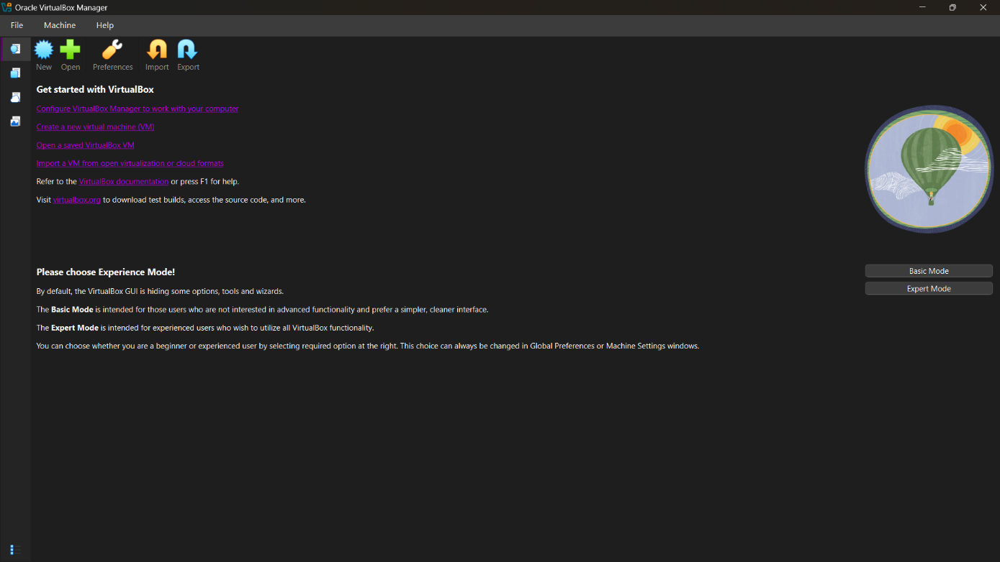 Oracle VirtualBox Manager
File Machine Help
New Open Preferences Import Export
Get started with VirtualBox
Configure VirtualBox Manager to work with your computer
Create a new virtual machine (VM)
Open a saved VirtualBox VM
Import a VM from open virtualization or cloud formats
Refer to the VirtualBox documentation or press F1 for help.
Visit virtualbox.org to download test builds, access the source code, and more.
Please choose Experience Mode!
Basic Mode
By default, the VirtualBox GUI is hiding some options, tools and wizards.
Expert Mode
The Basic Mode is intended for those users who are not interested in advanced functionality and prefer a simpler, cleaner interface.
The Expert Mode is intended for experienced users who wish to utilize all VirtualBox functionality.
You can choose whether you are a beginner or experienced user by selecting required option at the right. This choice can always be changed in Global Preferences or Machine Settings windows.